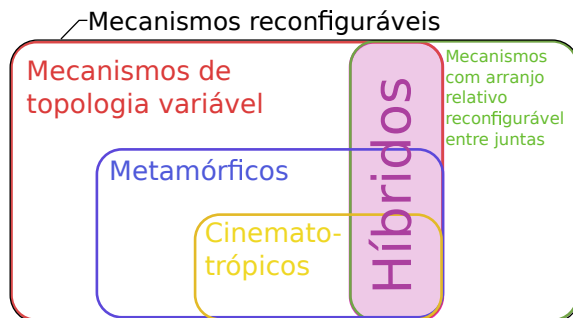 Mecanismos reconfiguráveis
Mecanismos de
topologia variável
Mecanismos
com arranjo
relativo
reconfigurável
entre juntas
Híbridos
Metamórficos
Cinemato-
trópicos